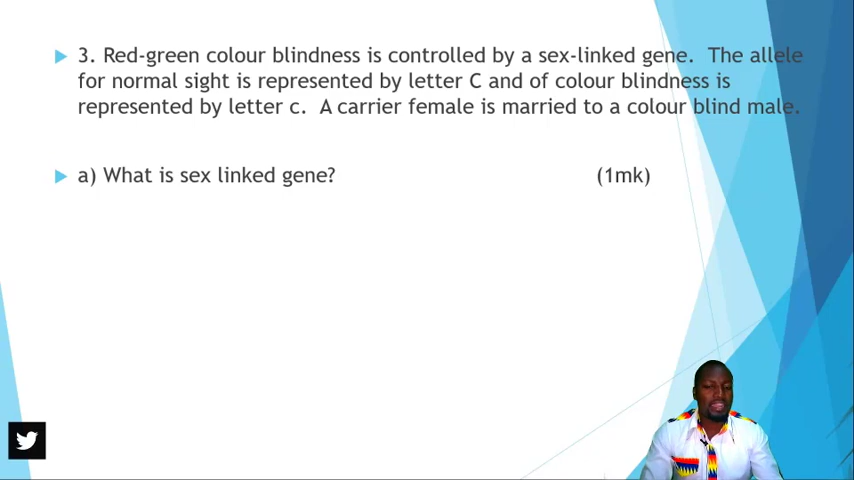 3. Red-green colour blindness is controlled by a sex-linked gene. The allele
for normal sight is represented by letter C and of colour blindness is
represented by letter c. A carrier female is married to a colour blind male.
a) What is sex linked gene? (1mk)